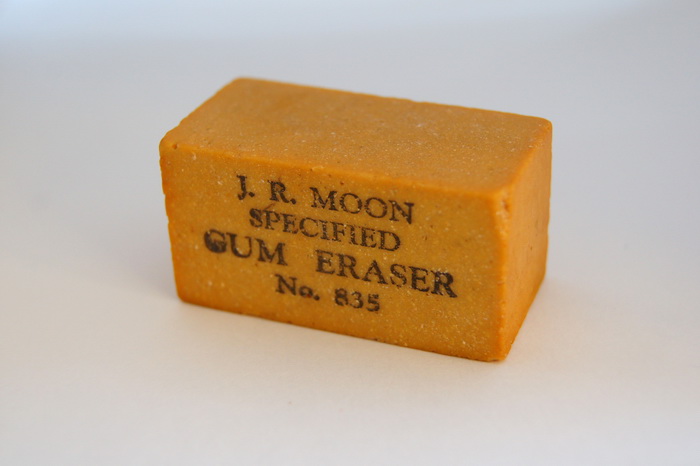 J. R. MOON
SPECIFIED
GUM ERASER
No. 835